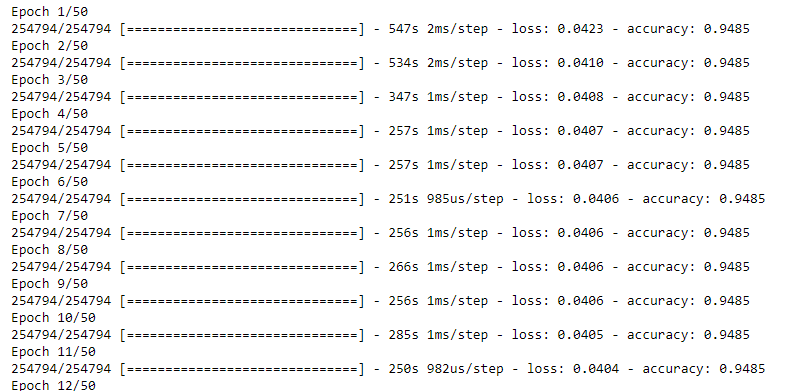 Epoch 1/50
254794/254794 [==============================] - 547s 2ms/step - loss: 0.0423 - accuracy: 0.9485
Epoch 2/50
254794/254794 [==============================] - 534s 2ms/step - loss: 0.0410 - accuracy: 0.9485
Epoch 3/50
254794/254794 [==============================] - 347s 1ms/step - loss: 0.0408 - accuracy: 0.9485
Epoch 4/50
254794/254794 [==============================] - 257s 1ms/step - loss: 0.0407 - accuracy: 0.9485
Epoch 5/50
254794/254794 [==============================] - 257s 1ms/step - loss: 0.0407 - accuracy: 0.9485
Epoch 6/50
254794/254794 [==============================] - 251s 985us/step - loss: 0.0406 - accuracy: 0.9485
Epoch 7/50
254794/254794 [==============================] - 256s 1ms/step - loss: 0.0406 - accuracy: 0.9485
Epoch 8/50
254794/254794 [==============================] - 266s 1ms/step - loss: 0.0406 - accuracy: 0.9485
Epoch 9/50
254794/254794 [==============================] - 256s 1ms/step - loss: 0.0406 - accuracy: 0.9485
Epoch 10/50
254794/254794 [==============================] - 285s 1ms/step - loss: 0.0405 - accuracy: 0.9485
Epoch 11/50
254794/254794 [==============================] - 250s 982us/step - loss: 0.0404 - accuracy: 0.9485
Epoch 12/50